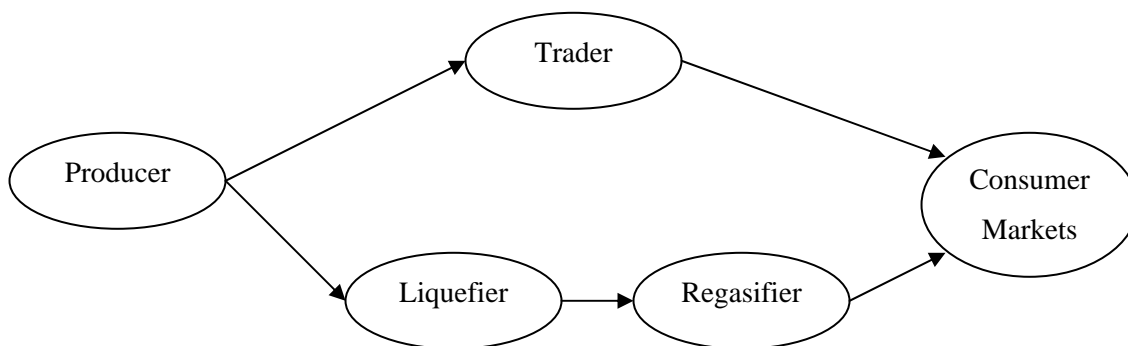 Trader
Producer
Consumer
Markets
Liquefier
Regasifier